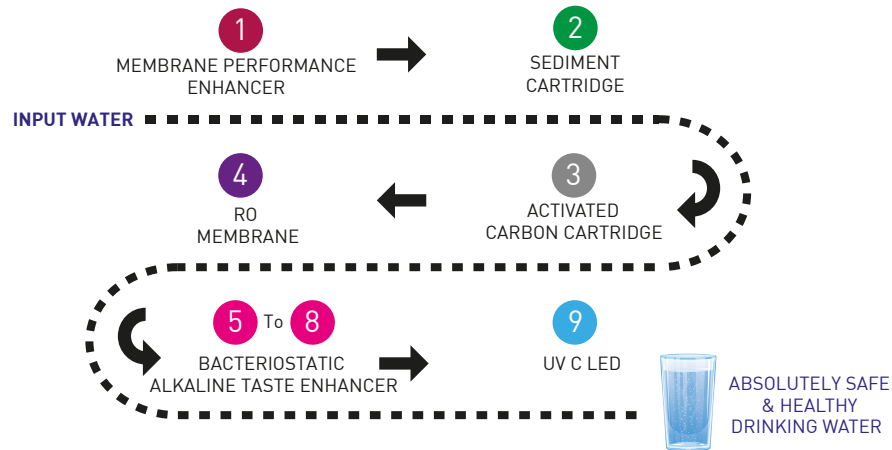 1
MEMBRANE PERFORMANCE
ENHANCER
2
SEDIMENT
CARTRIDGE
INPUT WATER
3
ACTIVATED
CARBON CARTRIDGE
4
RO
MEMBRANE
5 To 8
BACTERIOSTATIC
ALKALINE TASTE ENHANCER
9
UV C LED
ABSOLUTELY SAFE
& HEALTHY
DRINKING WATER